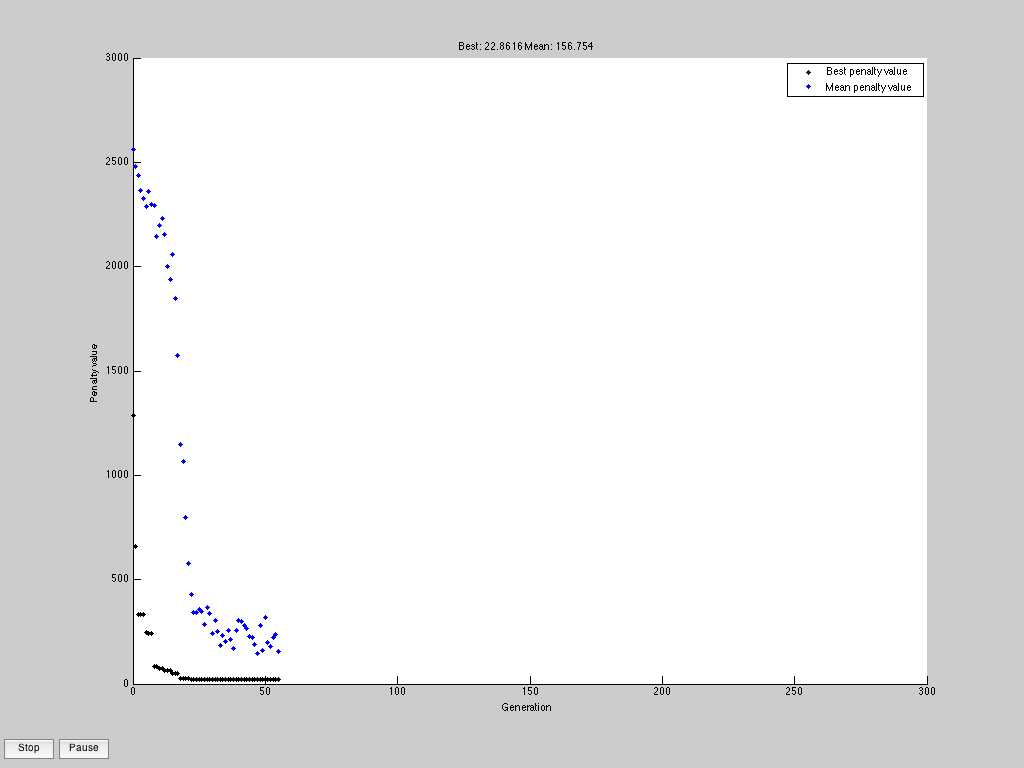 Best: 22.8616 Mean: 156.754
3000
Best penalty value
Mean penalty value
2500
2000
1500
Penalty value
1000
500
0
0 50 100 150 200 250 300
Generation
Stop Pause